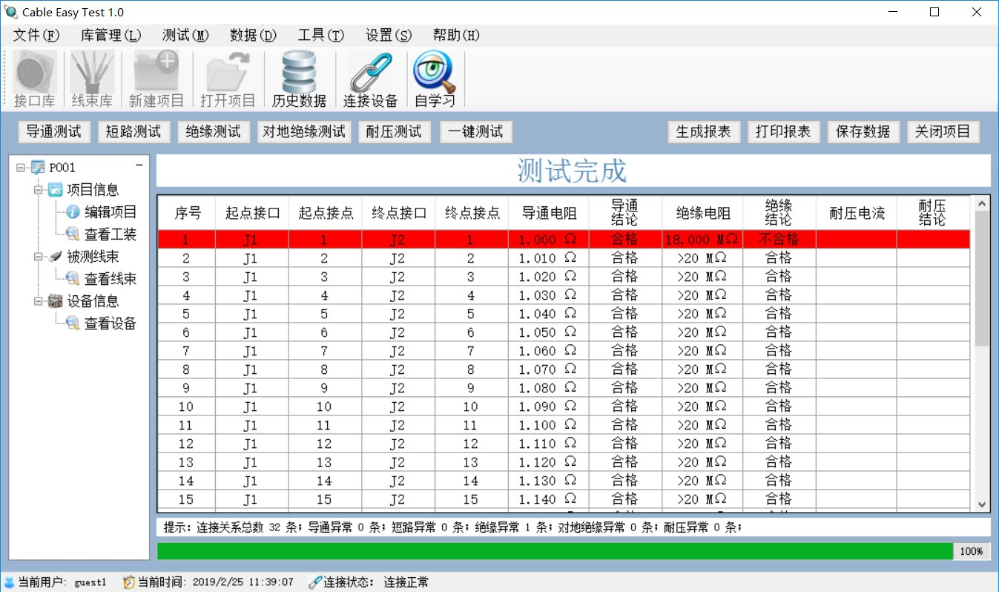 Cable Easy Test 1.0
文件(F) 库管理(L) 测试(M) 数据(D) 工具(T) 设置(S) 帮助(H)
接口库 线束库 新建项目 打开项目 历史数据 连接设备 自学习
导通测试 短路测试 绝缘测试 对地绝缘测试 耐压测试 一键测试 生成报表 打印报表 保存数据 关闭项目
P001
项目信息
编辑项目
查看工装
被测线束
查看线束
设备信息
查看设备
测试完成
序号 起点接口 起点接点 终点接口 终点接点 导通电阻 导通结论 绝缘电阻 绝缘结论 耐压电流 耐压结论
1 J1 1 J2 1 1.000 Ω 合格 18.000 MΩ 不合格
2 J1 2 J2 2 1.010 Ω 合格 >20 MΩ 合格
3 J1 3 J2 3 1.020 Ω 合格 >20 MΩ 合格
4 J1 4 J2 4 1.030 Ω 合格 >20 MΩ 合格
5 J1 5 J2 5 1.040 Ω 合格 >20 MΩ 合格
6 J1 6 J2 6 1.050 Ω 合格 >20 MΩ 合格
7 J1 7 J2 7 1.060 Ω 合格 >20 MΩ 合格
8 J1 8 J2 8 1.070 Ω 合格 >20 MΩ 合格
9 J1 9 J2 9 1.080 Ω 合格 >20 MΩ 合格
10 J1 10 J2 10 1.090 Ω 合格 >20 MΩ 合格
11 J1 11 J2 11 1.100 Ω 合格 >20 MΩ 合格
12 J1 12 J2 12 1.110 Ω 合格 >20 MΩ 合格
13 J1 13 J2 13 1.120 Ω 合格 >20 MΩ 合格
14 J1 14 J2 14 1.130 Ω 合格 >20 MΩ 合格
15 J1 15 J2 15 1.140 Ω 合格 >20 MΩ 合格
提示: 连接关系总数 32 条; 导通异常 0 条; 短路异常 0 条; 绝缘异常 1 条; 对地绝缘异常 0 条; 耐压异常 0 条;
100%
当前用户: guest1 当前时间: 2019/2/25 11:39:07 连接状态: 连接正常